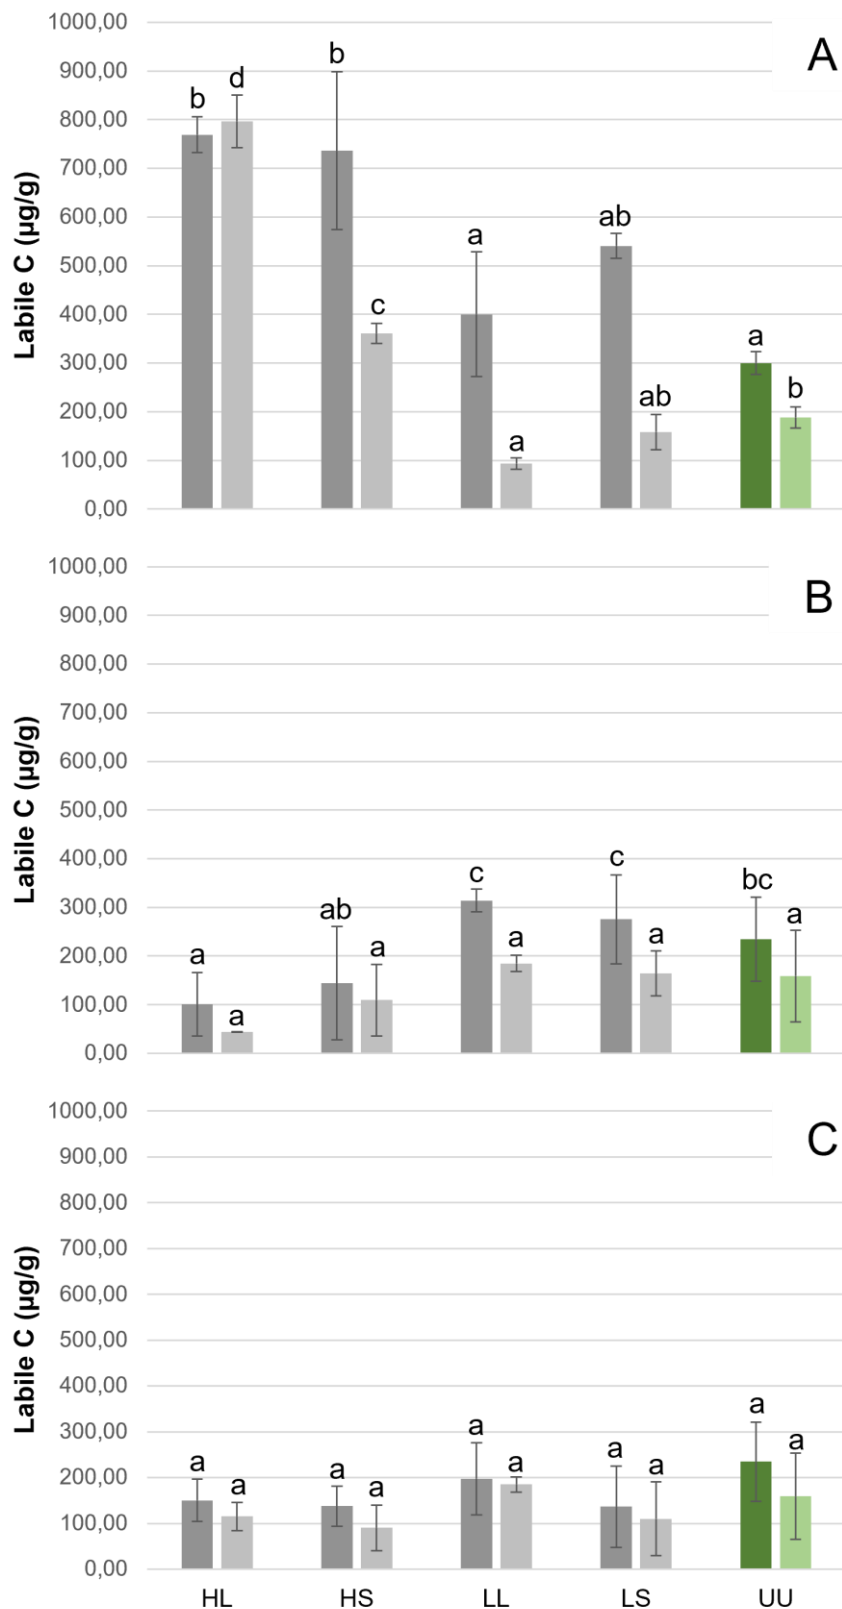 A
Labile C (µg/g)
1000,00
900,00
800,00
700,00
600,00
500,00
400,00
300,00
200,00
100,00
0,00
b
d
b
c
a
a
ab
ab
a
b
B
Labile C (µg/g)
1000,00
900,00
800,00
700,00
600,00
500,00
400,00
300,00
200,00
100,00
0,00
a
a
ab
a
c
a
c
a
bc
a
C
Labile C (µg/g)
1000,00
900,00
800,00
700,00
600,00
500,00
400,00
300,00
200,00
100,00
0,00
a
a
a
a
a
a
a
a
a
a
HL HS LL LS UU